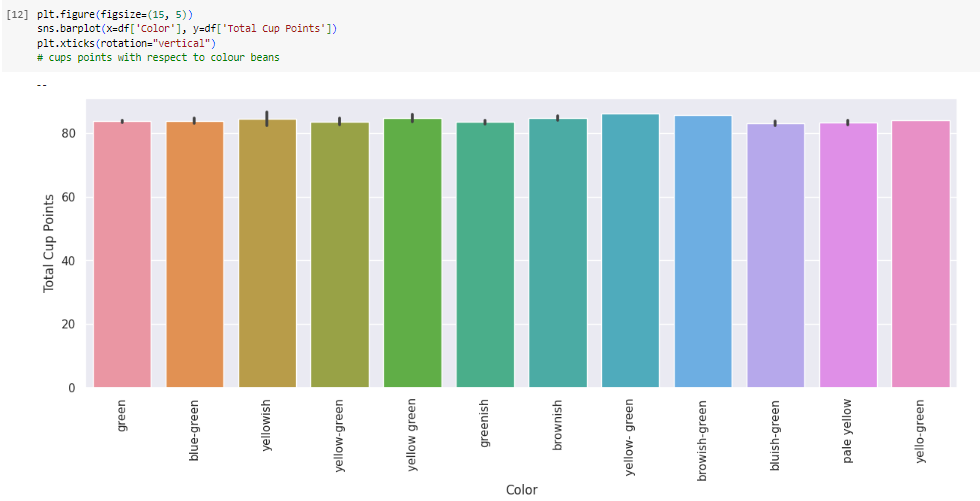 [12] plt.figure(figsize=(15, 5))
sns.barplot(x=df['Color'], y=df['Total Cup Points'])
plt.xticks(rotation="vertical")
# cups points with respect to colour beans
--
Total Cup Points
80
60
40
20
0
green
blue-green
yellowish
yellow-green
yellow green
greenish
brownish
yellow- green
browish-green
bluish-green
pale yellow
yello-green
Color